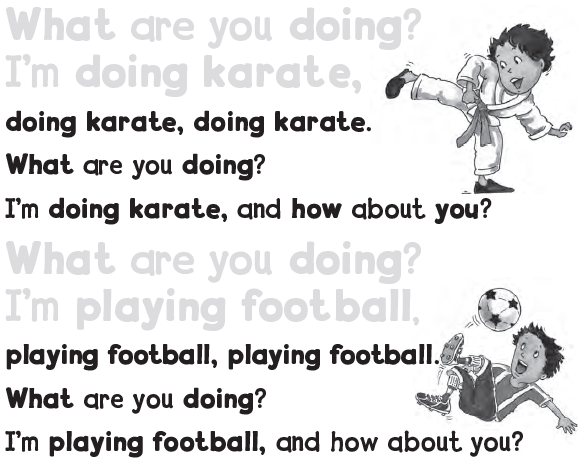 What are you doing?
I'm doing karate,
doing karate, doing karate.
What are you doing?
I'm doing karate, and how about you?
What are you doing?
I'm playing football,
playing football, playing football.
What are you doing?
I'm playing football, and how about you?